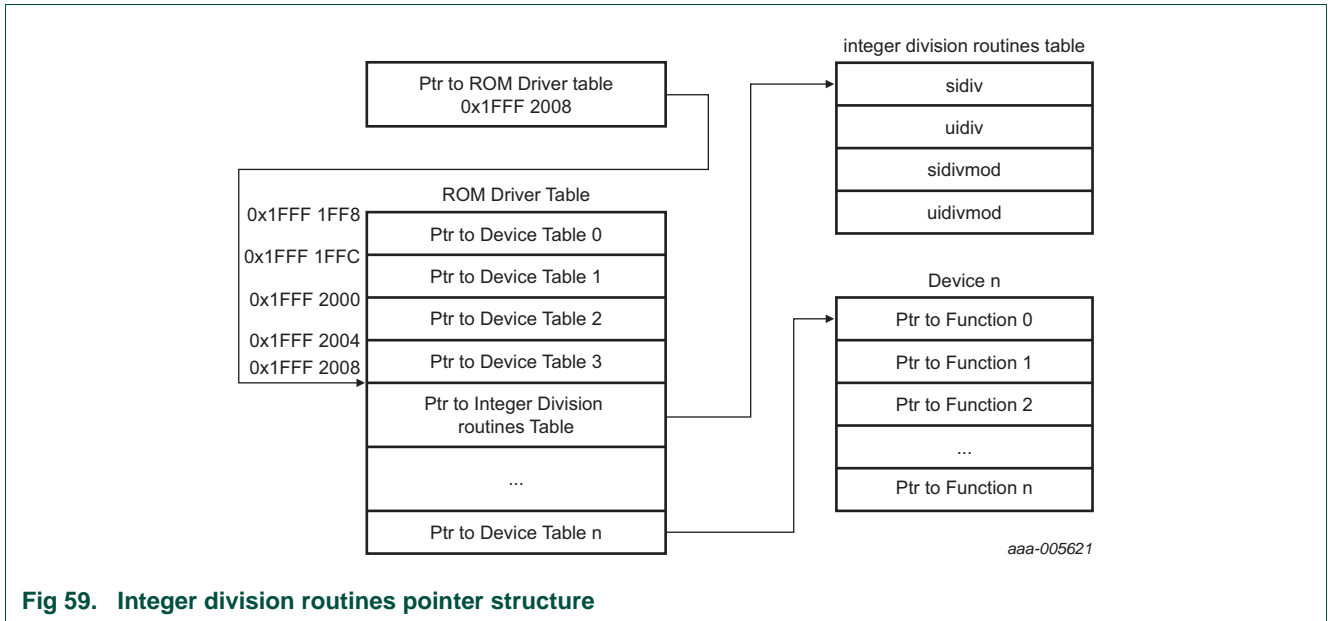 Ptr to ROM Driver table
0x1FFF 2008
ROM Driver Table
0x1FFF 1FF8
Ptr to Device Table 0
0x1FFF 1FFC
Ptr to Device Table 1
0x1FFF 2000
Ptr to Device Table 2
0x1FFF 2004
Ptr to Device Table 3
0x1FFF 2008
Ptr to Integer Division
routines Table
...
Ptr to Device Table n
integer division routines table
sidiv
uidiv
sidivmod
uidivmod
Device n
Ptr to Function 0
Ptr to Function 1
Ptr to Function 2
...
Ptr to Function n
aaa-005621
Fig 59. Integer division routines pointer structure